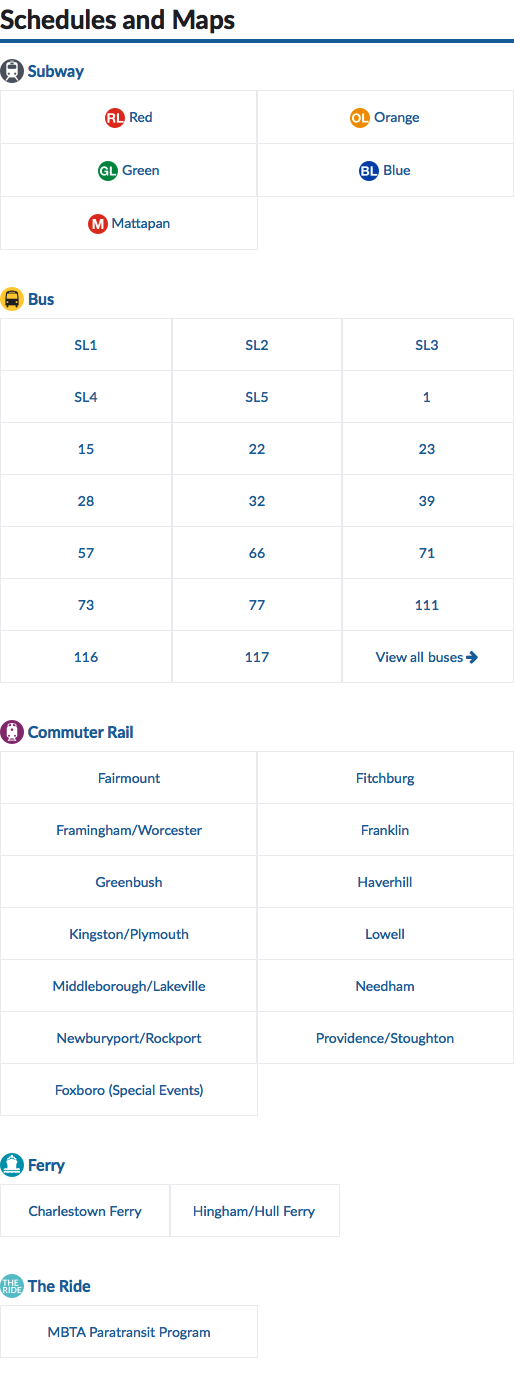 Schedules and Maps
Subway
RL Red
OL Orange
GL Green
BL Blue
M Mattapan
Bus
SL1
SL2
SL3
SL4
SL5
1
15
22
23
28
32
39
57
66
71
73
77
111
116
117
View all buses
Commuter Rail
Fairmount
Fitchburg
Framingham/Worcester
Franklin
Greenbush
Haverhill
Kingston/Plymouth
Lowell
Middleborough/Lakeville
Needham
Newburyport/Rockport
Providence/Stoughton
Foxboro (Special Events)
Ferry
Charlestown Ferry
Hingham/Hull Ferry
THE
RIDE
The Ride
MBTA Paratransit Program